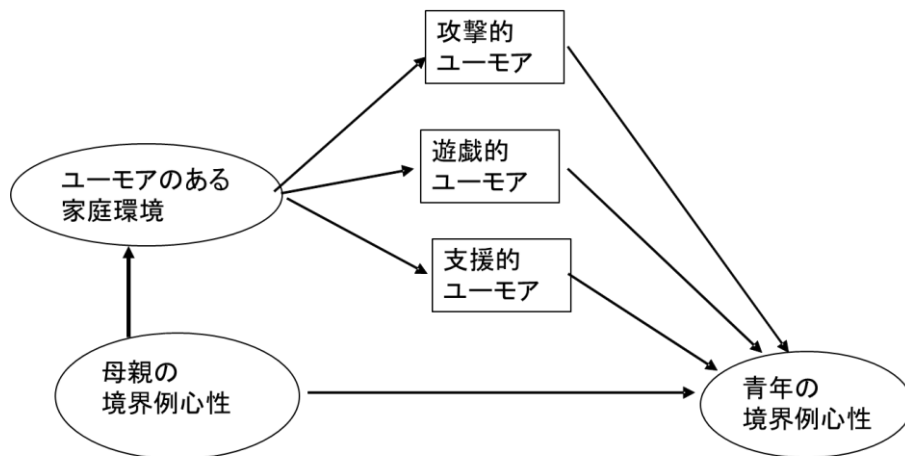 攻撃的
ユーモア
遊戯的
ユーモア
ユーモアのある
家庭環境
支援的
ユーモア
母親の
境界例心性
青年の
境界例心性